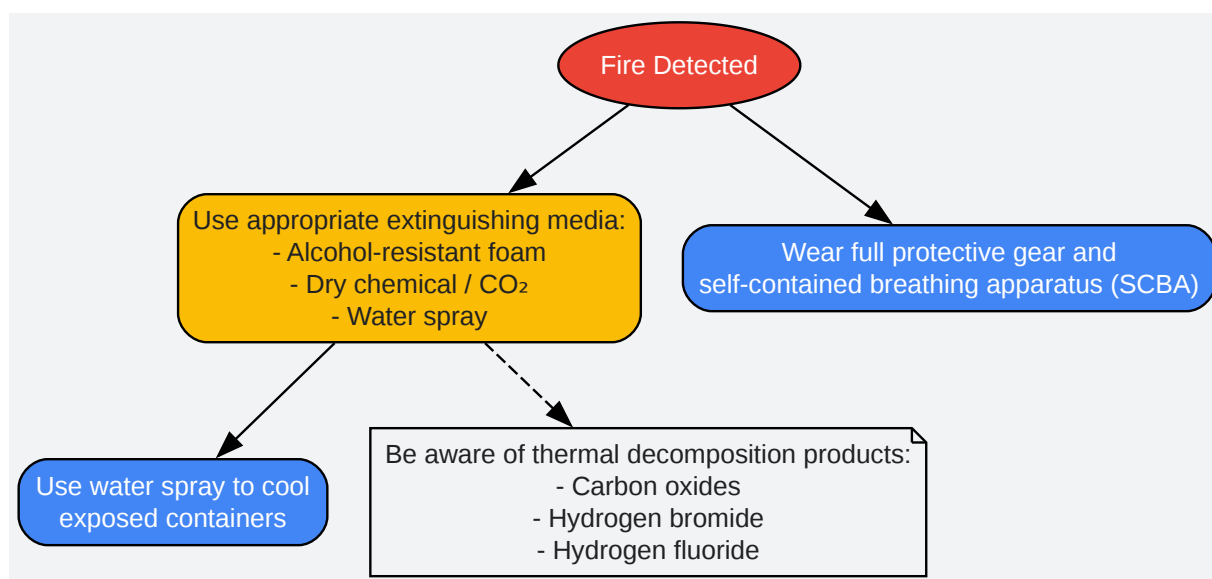 Fire Detected
Use appropriate extinguishing media:
- Alcohol-resistant foam
- Dry chemical / CO₂
- Water spray
Wear full protective gear and
self-contained breathing apparatus (SCBA)
Use water spray to cool
exposed containers
Be aware of thermal decomposition products:
- Carbon oxides
- Hydrogen bromide
- Hydrogen fluoride